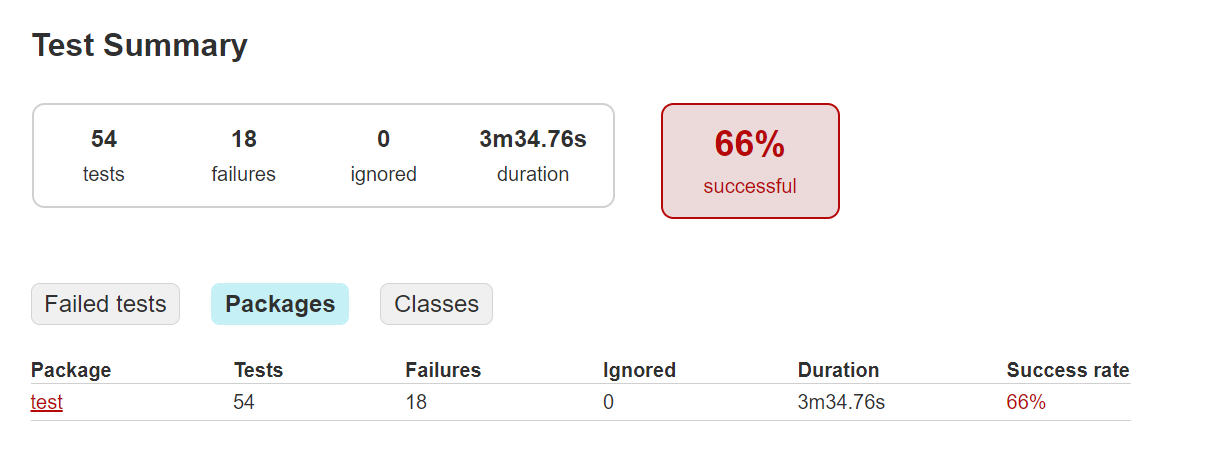 Test Summary
54 18 0 3m34.76s
tests failures ignored duration
66%
successful
Failed tests Packages Classes
Package Tests Failures Ignored Duration Success rate
test 54 18 0 3m34.76s 66%